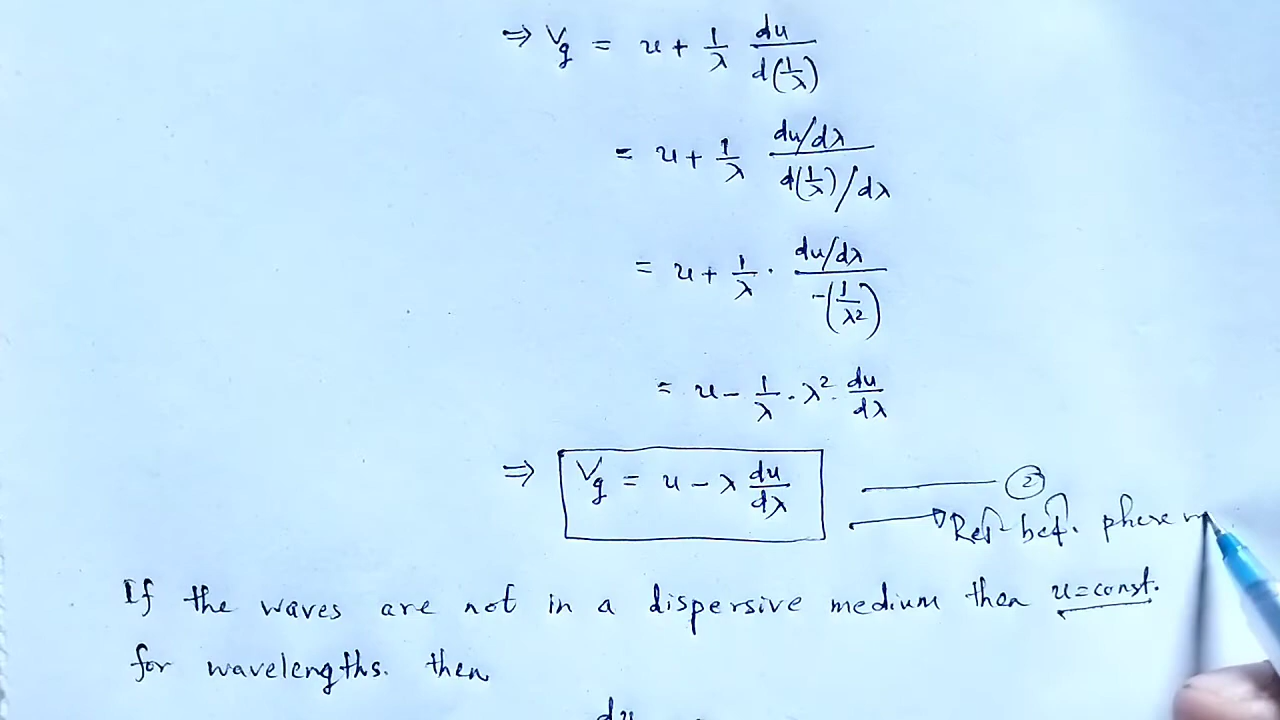 ⇒ Vg = u + 1/λ du/d(1/λ)
= u + 1/λ (du/dλ)/(d(1/λ)/dλ)
= u + 1/λ · (du/dλ)/(-(1/λ²))
= u - 1/λ · λ² · du/dλ
⇒ Vg = u - λ du/dλ ——— ②
bet. phase
If the waves are not in a dispersive medium then u=const.
for wavelengths. then
du